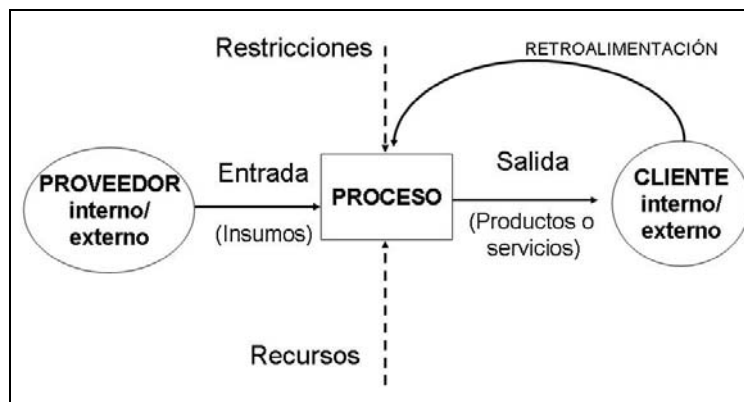 Restricciones
RETROALIMENTACIÓN
PROVEEDOR
interno/
externo
Entrada
(Insumos)
PROCESO
Salida
(Productos o
servicios)
CLIENTE
interno/
externo
Recursos